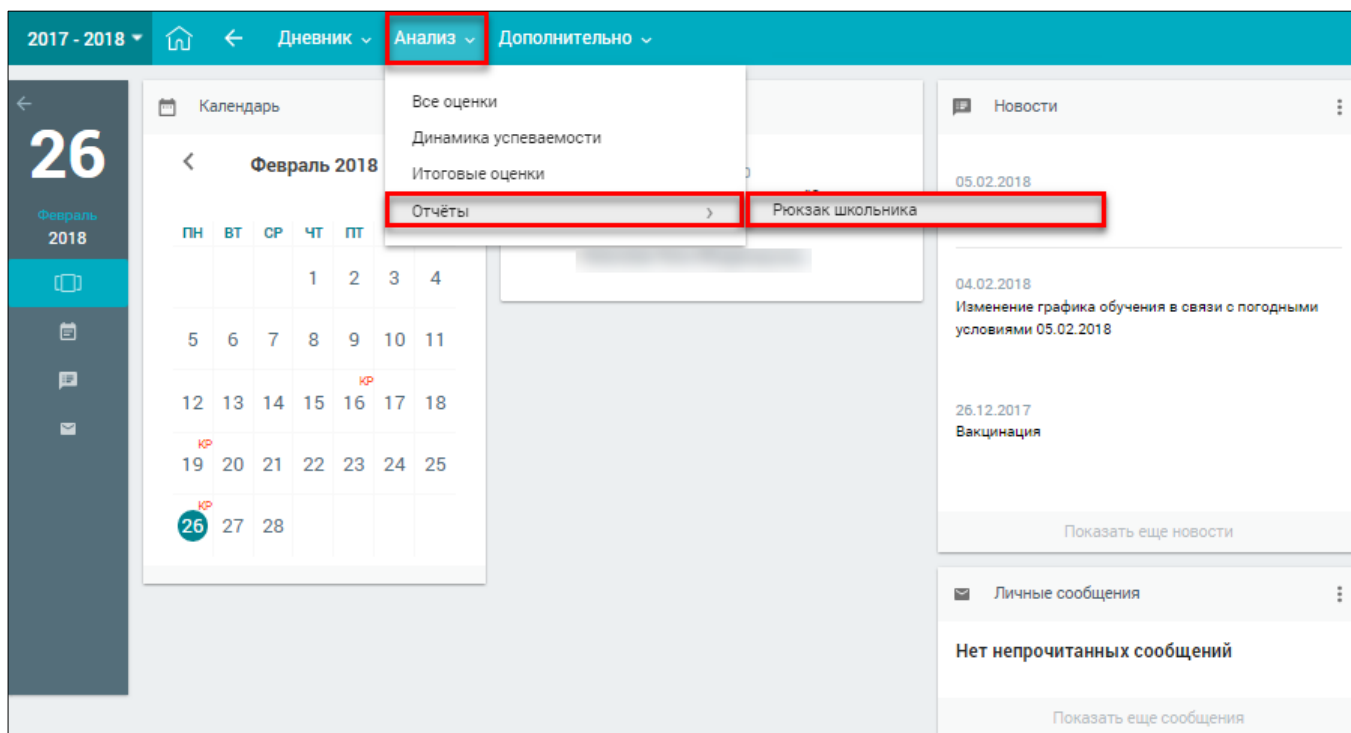 2017 - 2018
Дневник
Анализ
Дополнительно
Все оценки
Динамика успеваемости
Итоговые оценки
Отчёты
Рюкзак школьника
26
Февраль
2018
Календарь
Февраль 2018
ПН ВТ СР ЧТ ПТ
1 2 3 4
5 6 7 8 9 10 11
КР
12 13 14 15 16 17 18
КР
19 20 21 22 23 24 25
КР
26 27 28
Новости
05.02.2018
04.02.2018
Изменение графика обучения в связи с погодными
условиями 05.02.2018
26.12.2017
Вакцинация
Показать еще новости
Личные сообщения
Нет непрочитанных сообщений
Показать еще сообщения